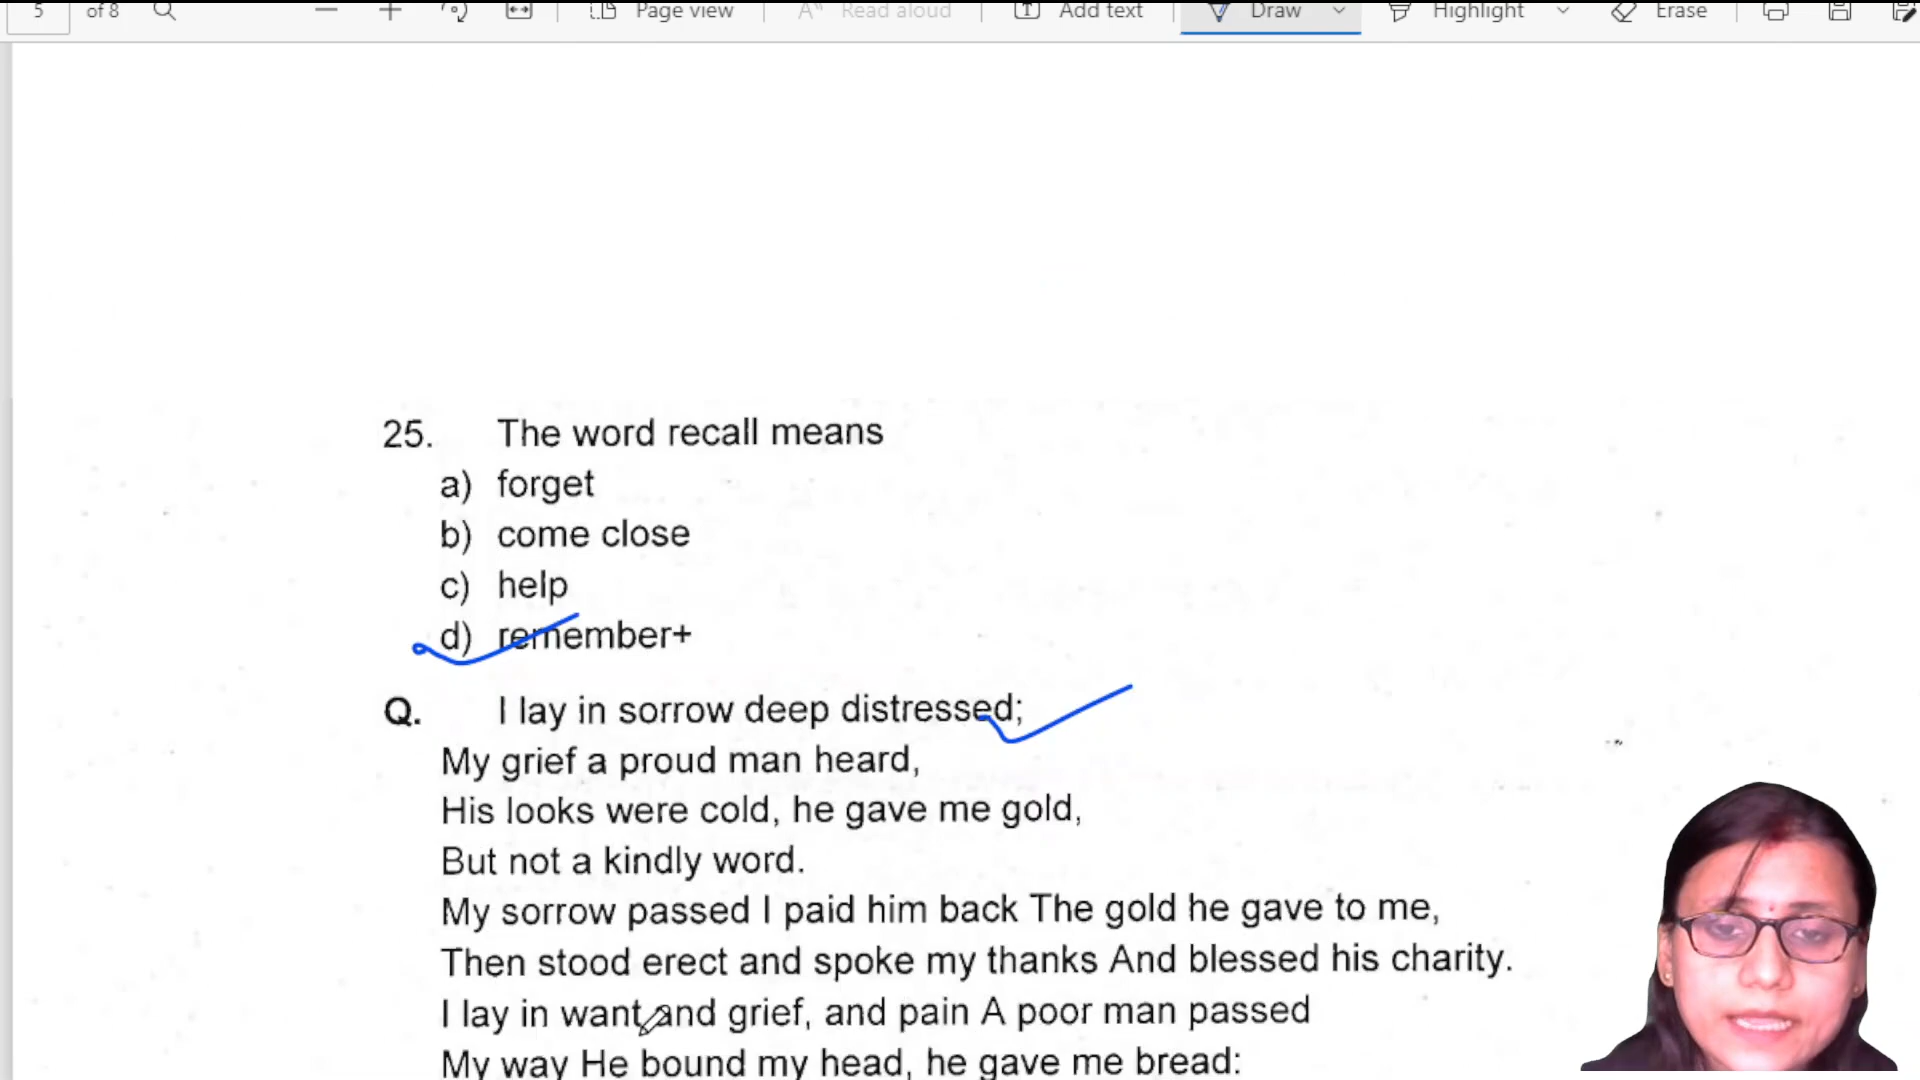 5 of 8 Page view Read aloud Add text Draw Highlight Erase
25. The word recall means
a) forget
b) come close
c) help
d) remember+
Q. I lay in sorrow deep distressed;
My grief a proud man heard,
His looks were cold, he gave me gold,
But not a kindly word.
My sorrow passed I paid him back The gold he gave to me,
Then stood erect and spoke my thanks And blessed his charity.
I lay in want and grief, and pain A poor man passed
My way He bound my head, he gave me bread: